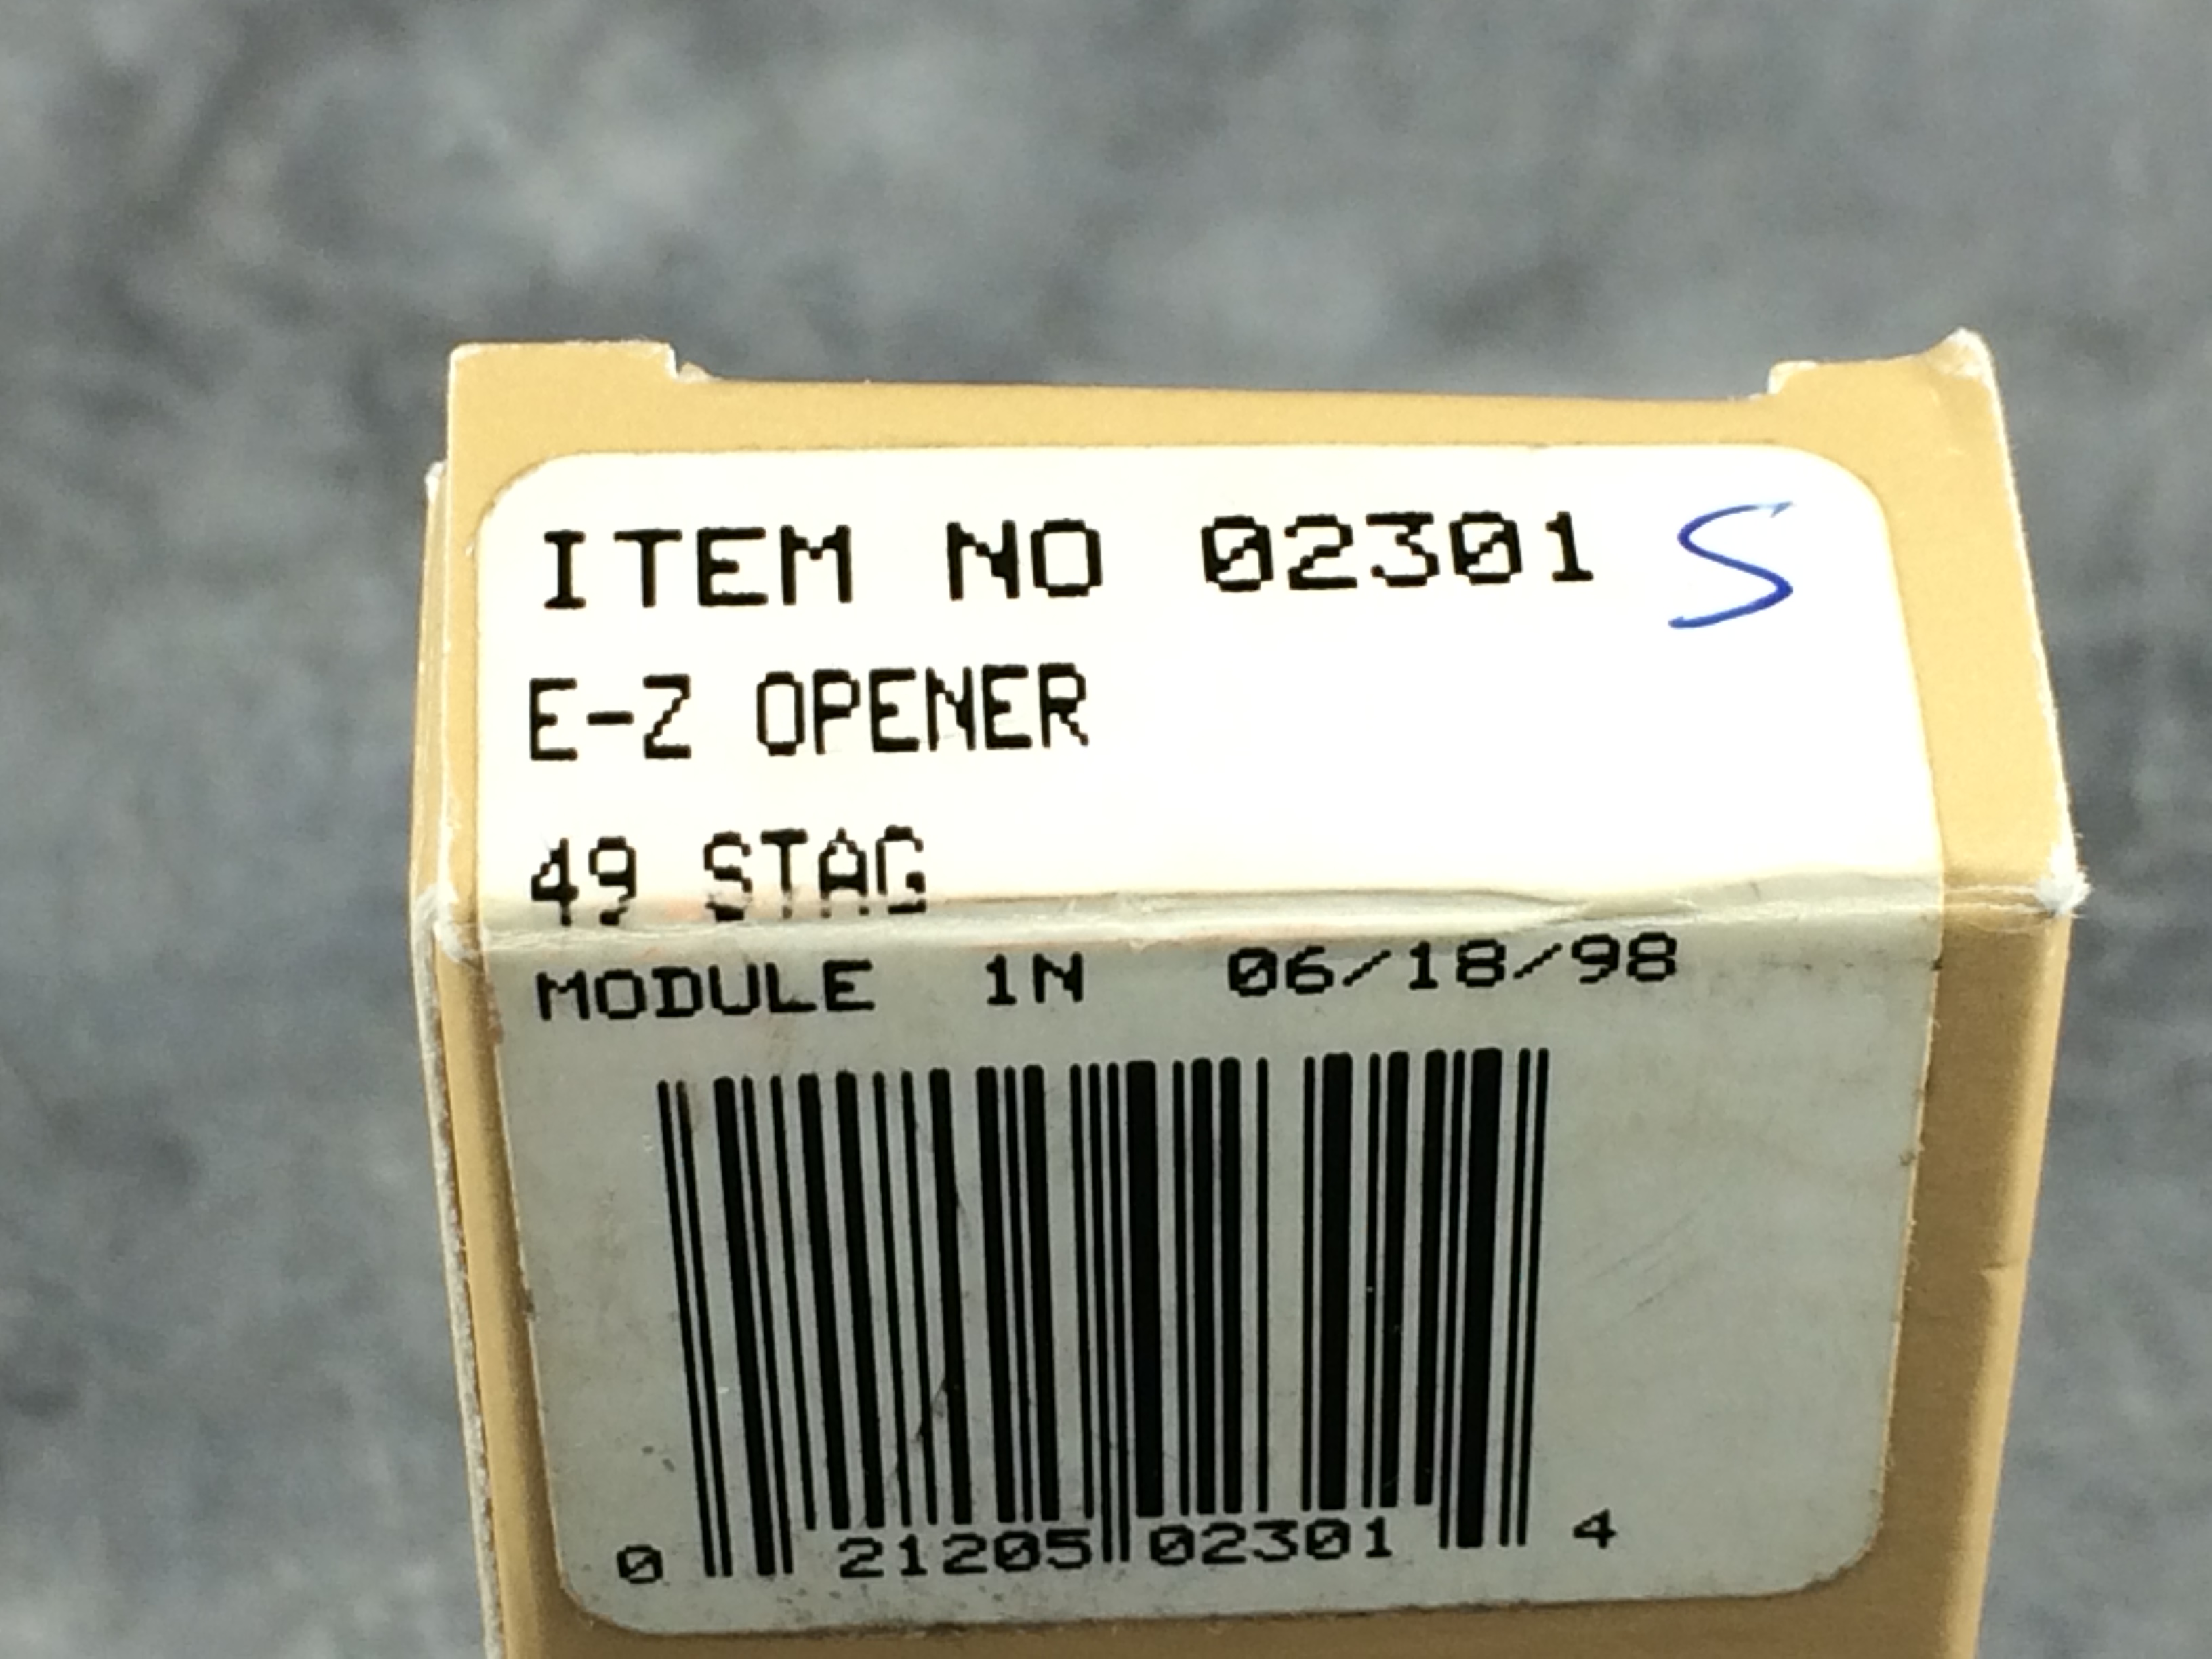 ITEM NO 02301 S
E-Z OPENER
49 STAG
MODULE 1N 06/18/98
0 21205 02301 4